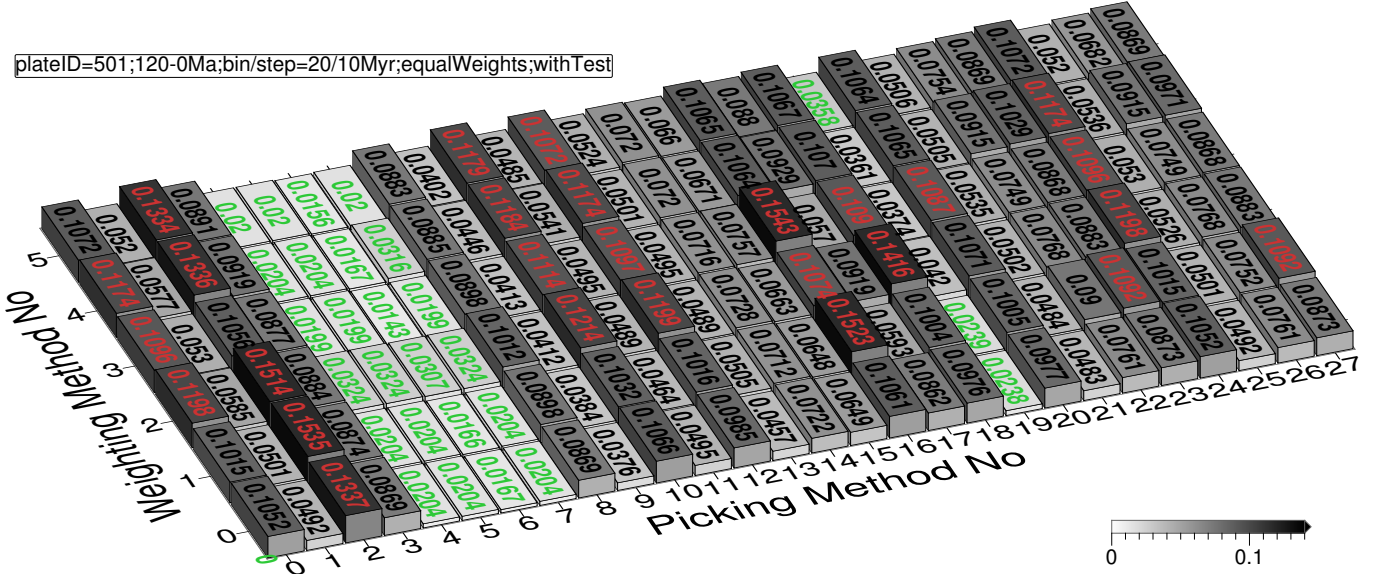 plateID=501;120-0Ma;bin/step=20/10Myr;equalWeights;withTest
0.1072 0.052 0.1334 0.0891 0.02 0.02 0.0156 0.02 0.0883 0.0402 0.1179 0.0485 0.1072 0.0524 0.072 0.066 0.1065 0.088 0.1067 0.0358 0.1064 0.0506 0.0754 0.0869 0.1072 0.052 0.0682 0.0869
0.1174 0.0577 0.1336 0.0919 0.0204 0.0204 0.0167 0.0316 0.0885 0.0446 0.1184 0.0541 0.1174 0.0501 0.072 0.0671 0.1064 0.0929 0.107 0.0361 0.1065 0.0505 0.0915 0.1029 0.1174 0.0536 0.0915 0.0971
0.1096 0.053 0.1056 0.0877 0.0199 0.0199 0.0143 0.0199 0.0898 0.0413 0.1114 0.0495 0.1097 0.0495 0.0716 0.0757 0.1543 0.109 0.0374 0.1087 0.0535 0.0749 0.0868 0.1096 0.053 0.0749 0.0868
0.1198 0.0585 0.1514 0.0884 0.0324 0.0324 0.0307 0.0324 0.1012 0.0412 0.1214 0.0489 0.1199 0.0489 0.0728 0.0663 0.1074 0.0919 0.1416 0.042 0.1071 0.0502 0.0768 0.0883 0.1198 0.0526 0.0768 0.0883
0.1015 0.0501 0.1535 0.0874 0.0204 0.0204 0.0166 0.0204 0.0898 0.0384 0.1032 0.0464 0.0505 0.0712 0.0648 0.1523 0.0593 0.1004 0.0239 0.1005 0.0484 0.09 0.1092 0.1015 0.0501 0.0752 0.1092
0.1052 0.0492 0.1337 0.0869 0.0204 0.0204 0.0167 0.0204 0.0869 0.0376 0.1066 0.0495 0.0985 0.0457 0.0722 0.0649 0.1061 0.0862 0.0976 0.0238 0.0977 0.0483 0.0761 0.0873 0.1052 0.0492 0.0761 0.0873
5
4
3
2
1
0
Weighting Method No
0 1 2 3 4 5 6 7 8 9 10 11 12 13 14 15 16 17 18 19 20 21 22 23 24 25 26 27
Picking Method No
0 0.1